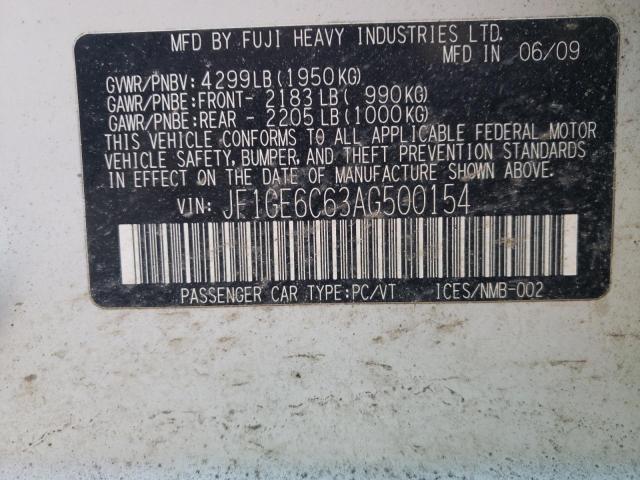 MFD BY FUJI HEAVY INDUSTRIES LTD.
MFD IN 06/09
GVWR/PNBV: 4299LB (1950KG)
GAWR/PNBE:FRONT- 2183 LB ( 990KG)
GAWR/PNBE:REAR - 2205 LB (1000KG)
THIS VEHICLE CONFORMS TO ALL APPLICABLE FEDERAL MOTOR
VEHICLE SAFETY, BUMPER, AND THEFT PREVENTION STANDARDS
IN EFFECT ON THE DATE OF MANUFACTURE SHOWN ABOVE.
VIN: JF1GE6C63AG500154
PASSENGER CAR TYPE:PC/VT ICES/NMB-002